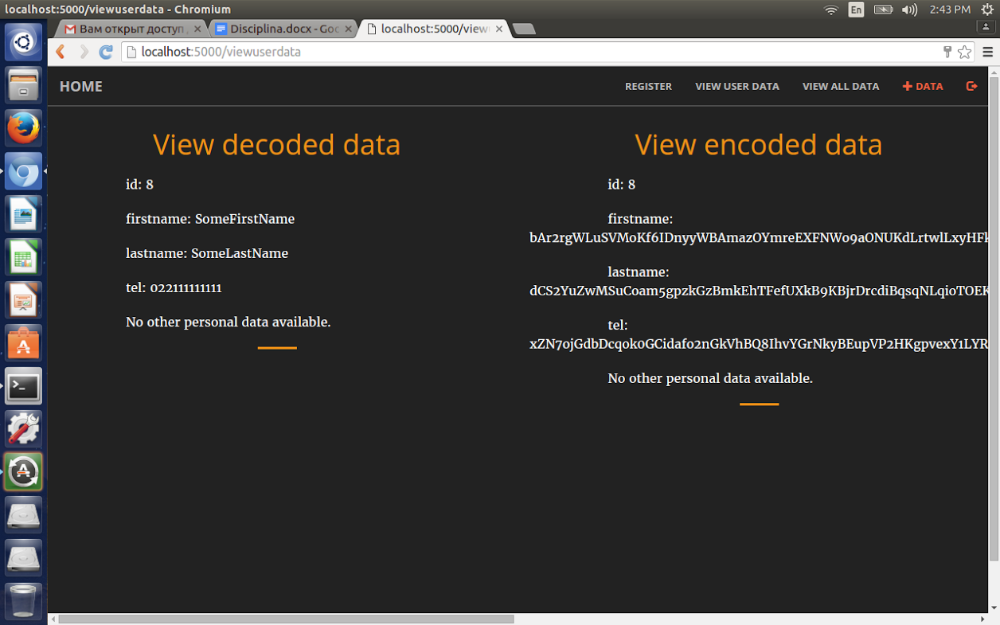 localhost:5000/viewuserdata - Chromium
En
2:43 PM
Вам открыт доступ
Disciplina.docx - Goo
localhost:5000/view
localhost:5000/viewuserdata
HOME
REGISTER
VIEW USER DATA
VIEW ALL DATA
DATA
View decoded data
id: 8
firstname: SomeFirstName
lastname: SomeLastName
tel: 022111111111
No other personal data available.
View encoded data
id: 8
firstname:
bAr2rgWLuSVMoKf6IDnyyWBAmazOYmreEXFNWo9aONUKdLrtwlLxyHFk
lastname:
dCS2YuZwMSuCoam5gpzkGzBmkEhTFefUXkB9KBjrDrcdiBqsqNLqioTOEK
tel:
xZN7ojGdbDcqok0GCidafo2nGkVhBQ8IhvYGrNkyBEupVP2HKgpvexY1LYR
No other personal data available.